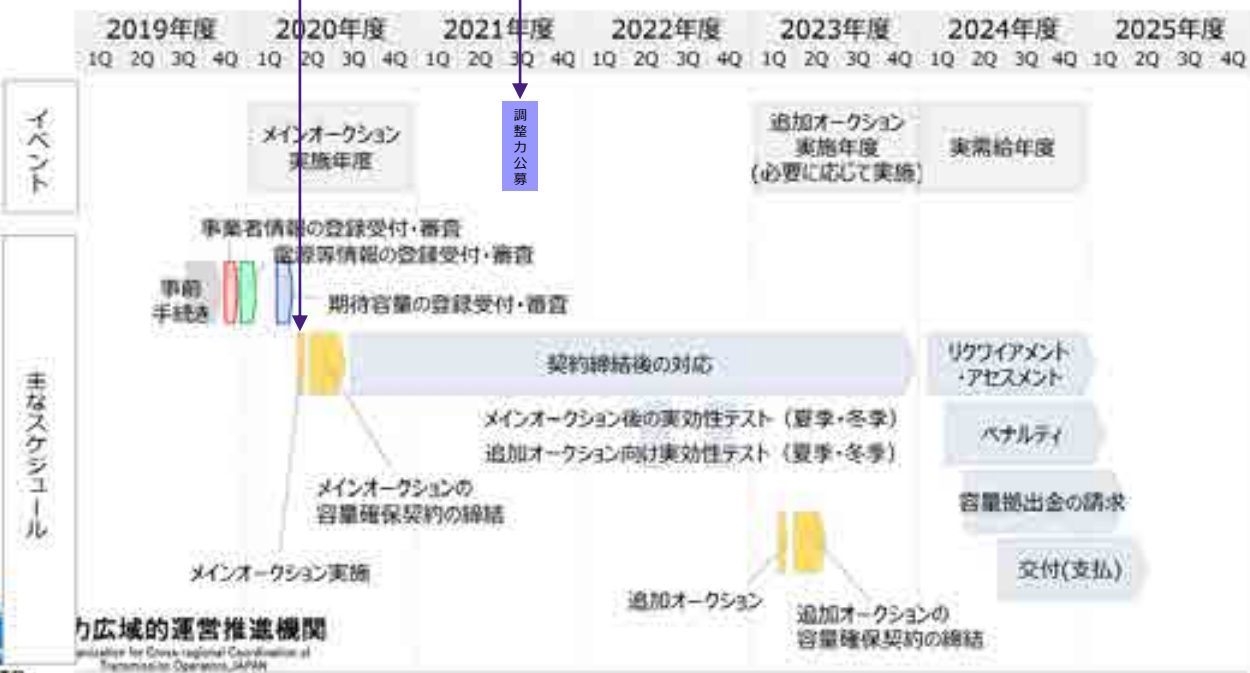 2019年度 2020年度 2021年度 2022年度 2023年度 2024年度 2025年度
1Q 2Q 3Q 4Q 1Q 2Q 3Q 4Q 1Q 2Q 3Q 4Q 1Q 2Q 3Q 4Q 1Q 2Q 3Q 4Q 1Q 2Q 3Q 4Q 1Q 2Q 3Q 4Q
イベント
メインオークション
実施年度
調整力公募
追加オークション
実施年度
(必要に応じて実施)
実需給年度
主なスケジュール
事業者情報の登録受付・審査
電源等情報の登録受付・審査
事前
手続き
期待容量の登録受付・審査
契約締結後の対応
リクワイアメント
・アセスメント
メインオークション後の実効性テスト（夏季・冬季）
追加オークション向け実効性テスト（夏季・冬季）
ペナルティ
メインオークションの
容量確保契約の締結
容量拠出金の請求
メインオークション実施
交付(支払)
追加オークション
追加オークションの
容量確保契約の締結
力広域的運営推進機関
anization for Cross-regional Coordination of
Transmission Operators, JAPAN